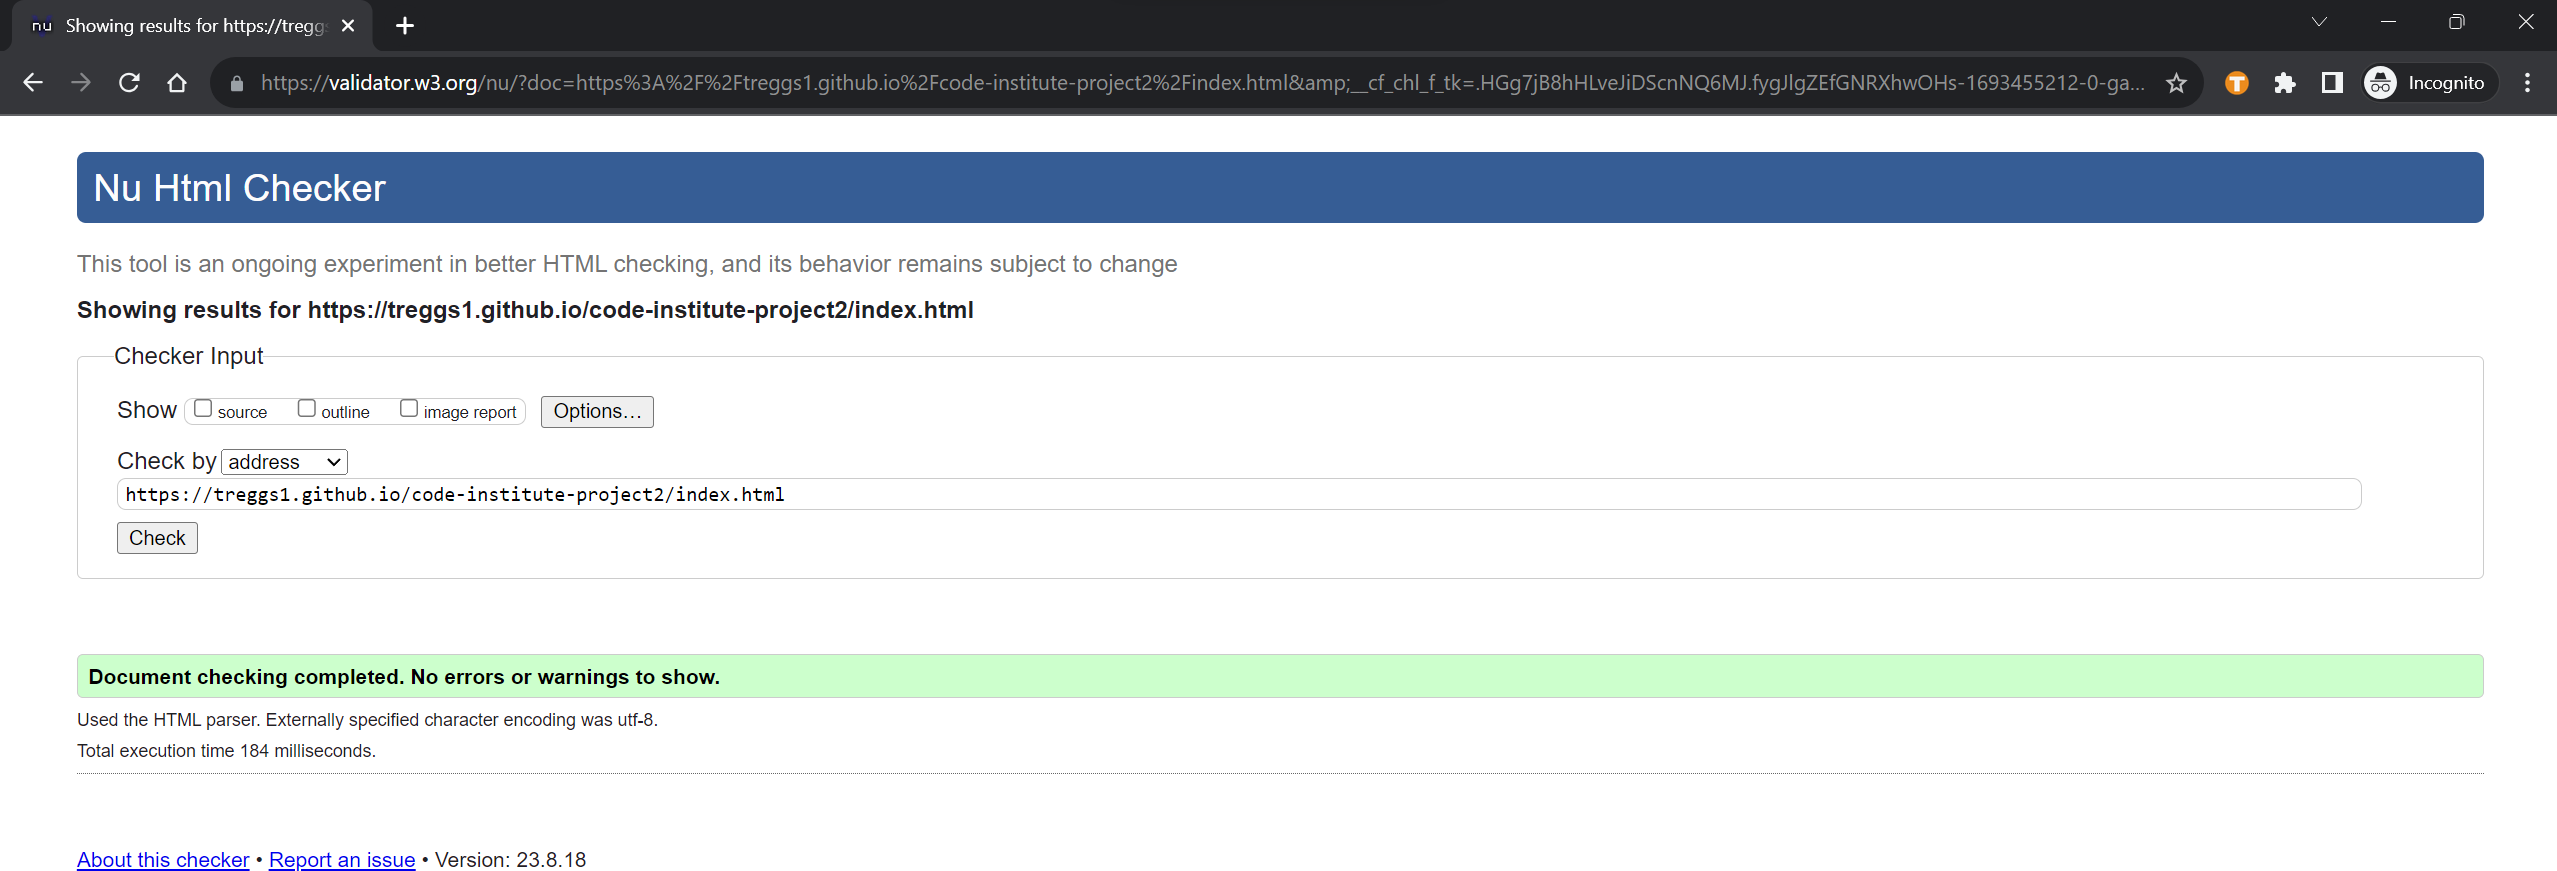 nu Showing results for https://treggs
https://validator.w3.org/nu/?doc=https%3A%2F%2Ftreggs1.github.io%2Fcode-institute-project2%2Findex.html&amp;__cf_chl_f_tk=.HGg7jB8hHLveJiDScnNQ6MJ.fygJlgZEfGNRXhwOHs-1693455212-0-ga... T Incognito
Nu Html Checker
This tool is an ongoing experiment in better HTML checking, and its behavior remains subject to change
Showing results for https://treggs1.github.io/code-institute-project2/index.html
Checker Input
Show source outline image report Options...
Check by address
https://treggs1.github.io/code-institute-project2/index.html
Check
Document checking completed. No errors or warnings to show.
Used the HTML parser. Externally specified character encoding was utf-8.
Total execution time 184 milliseconds.
About this checker • Report an issue • Version: 23.8.18